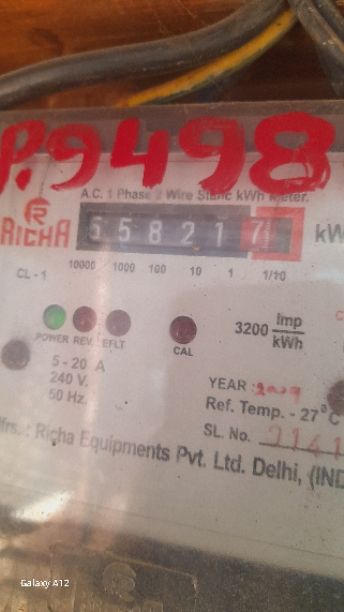 P.9498
A.C. 1 Phase 2 Wire Static kWh Meter.
RICHA
558217
kW
CL - 1
10000 1000 100 10 1 1/10
POWER REV. EFLT
CAL
3200 Imp
kWh
5 - 20 A
240 V.
50 Hz.
YEAR : 2009
Ref. Temp. - 27°C
SL. No. 2141
Mfrs. : Richa Equipments Pvt. Ltd. Delhi, (IND
Galaxy A12